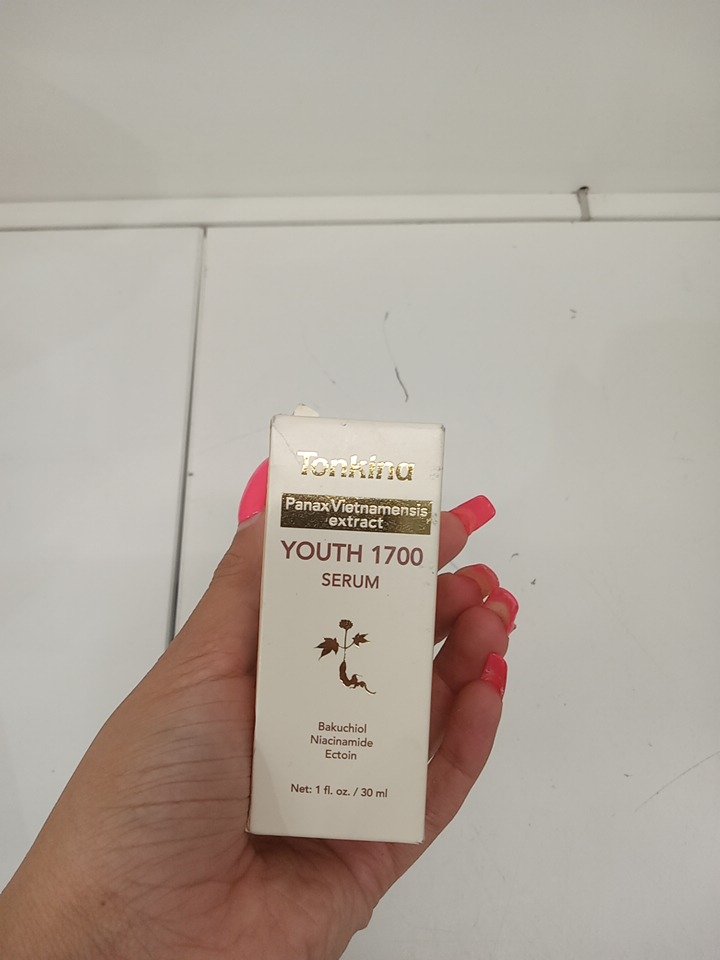 Tonkina
Panax Vietnamensis
extract
YOUTH 1700
SERUM
Bakuchiol
Niacinamide
Ectoin
Net: 1 fl. oz. / 30 ml